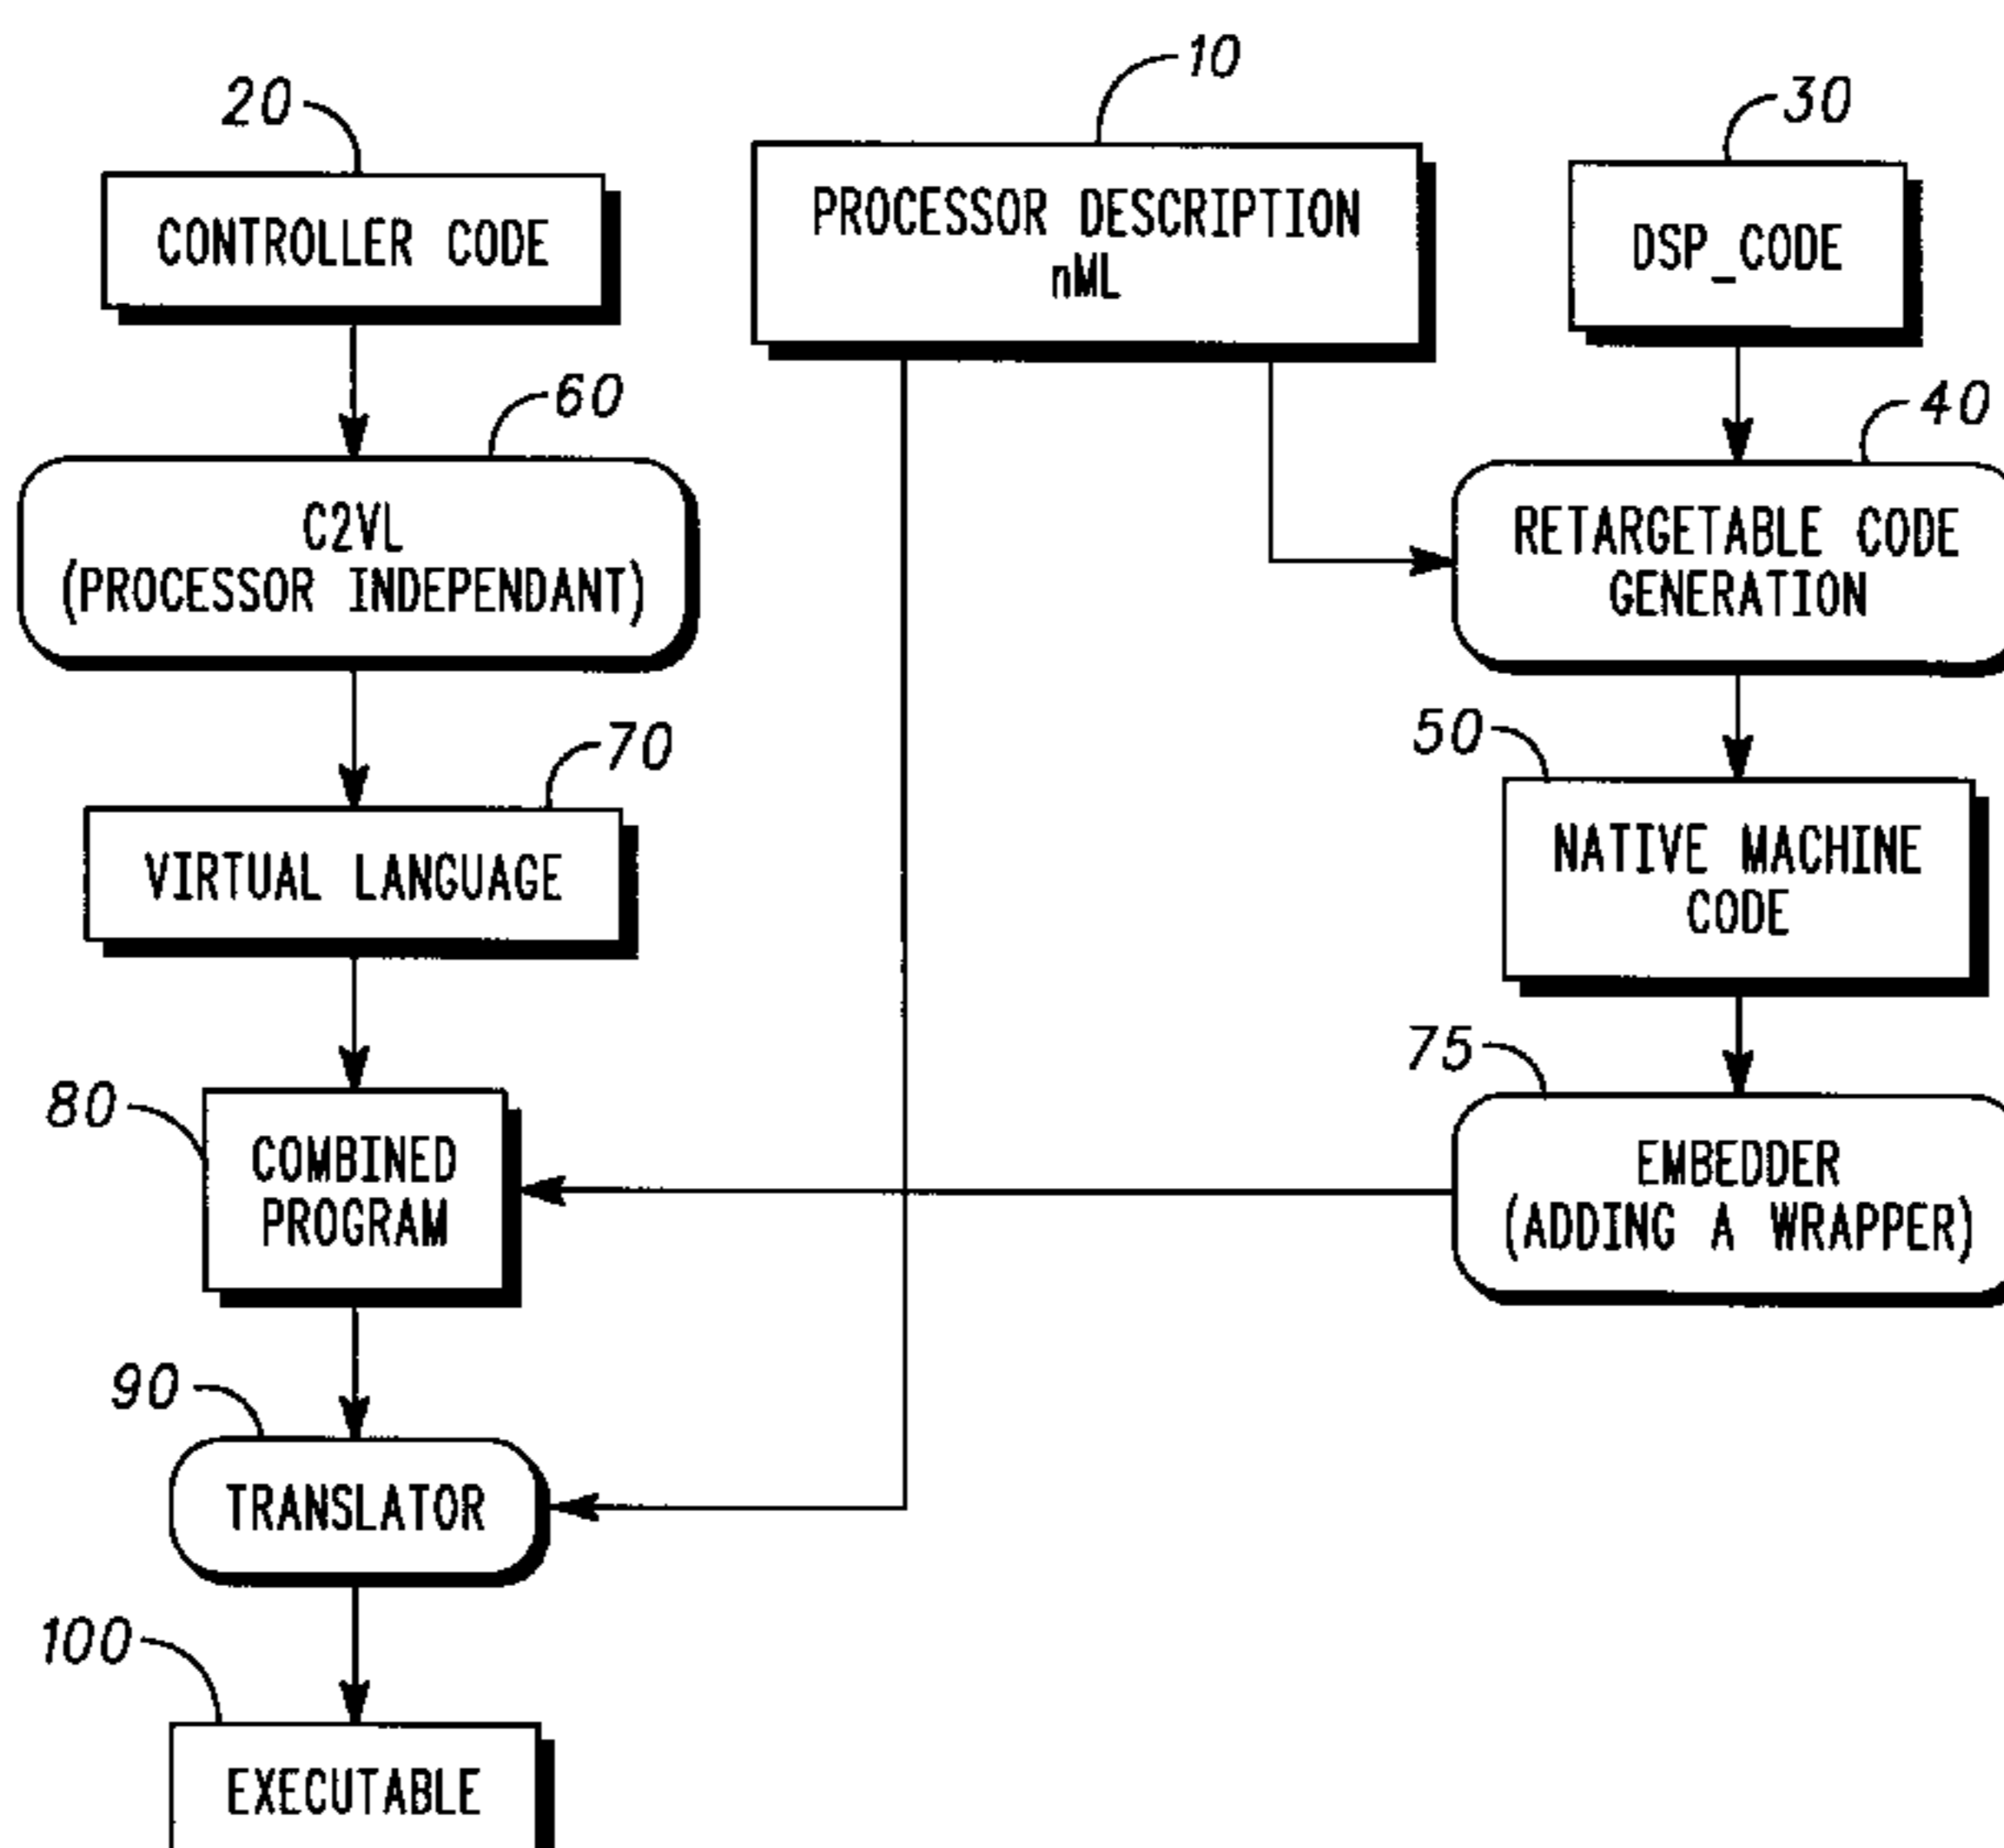 10
20
30
CONTROLLER CODE
PROCESSOR DESCRIPTION
nML
DSP_CODE
60
40
C2VL
(PROCESSOR INDEPENDANT)
RETARGETABLE CODE
GENERATION
70
50
VIRTUAL LANGUAGE
NATIVE MACHINE
CODE
80
75
COMBINED
PROGRAM
EMBEDDER
(ADDING A WRAPPER)
90
TRANSLATOR
100
EXECUTABLE